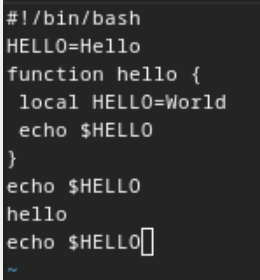 #!/bin/bash
HELLO=Hello
function hello {
 local HELLO=World
 echo $HELLO
}
echo $HELLO
hello
echo $HELLO
~